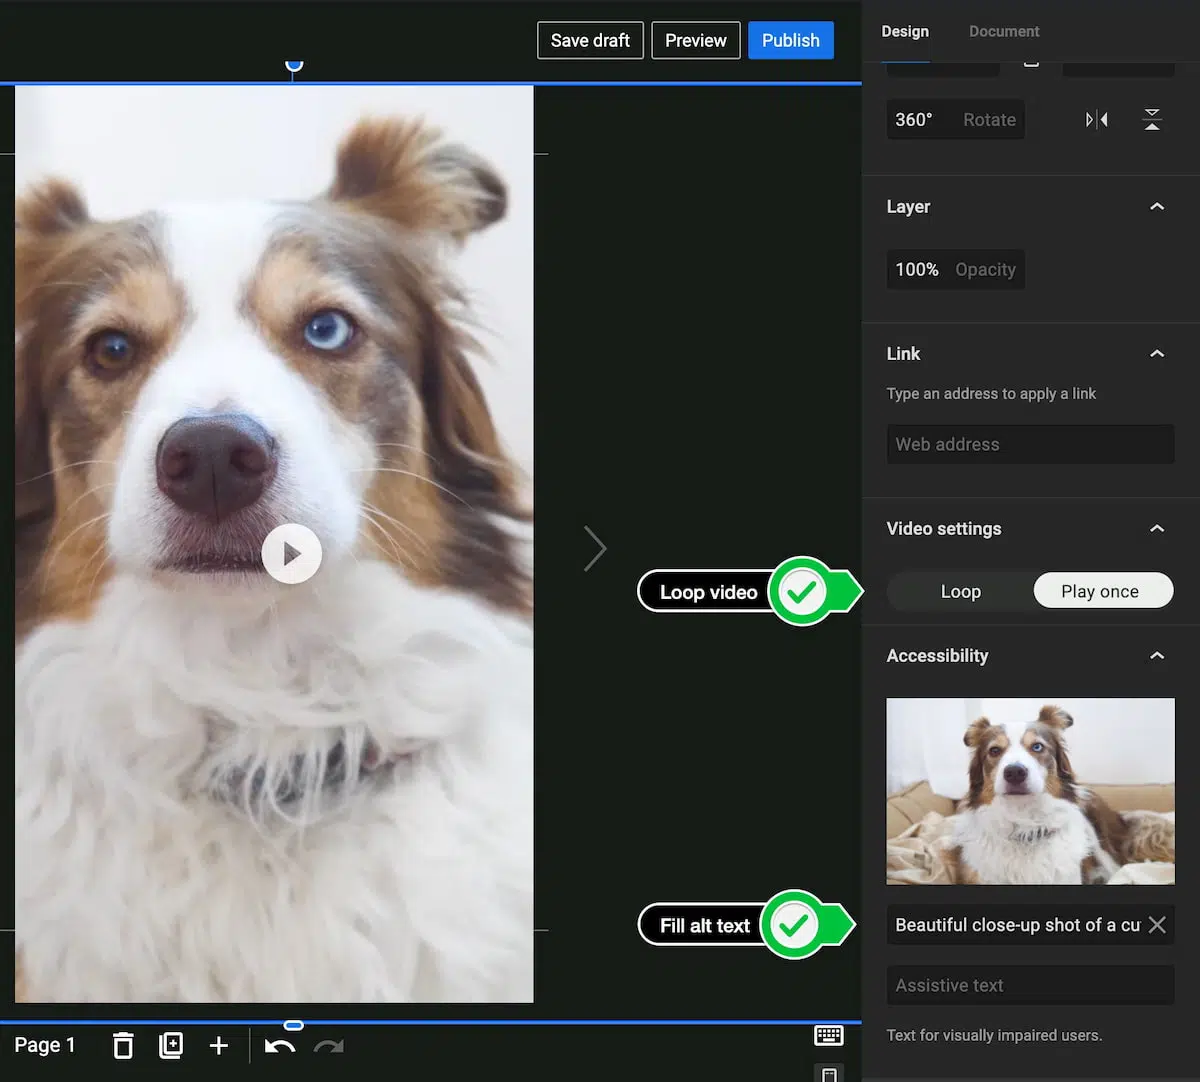 Save draft
Preview
Publish
Design
Document
360° Rotate
Layer
100% Opacity
Link
Type an address to apply a link
Web address
Video settings
Loop video
Loop
Play once
Accessibility
Fill alt text
Beautiful close-up shot of a cu
Assistive text
Text for visually impaired users.
Page 1